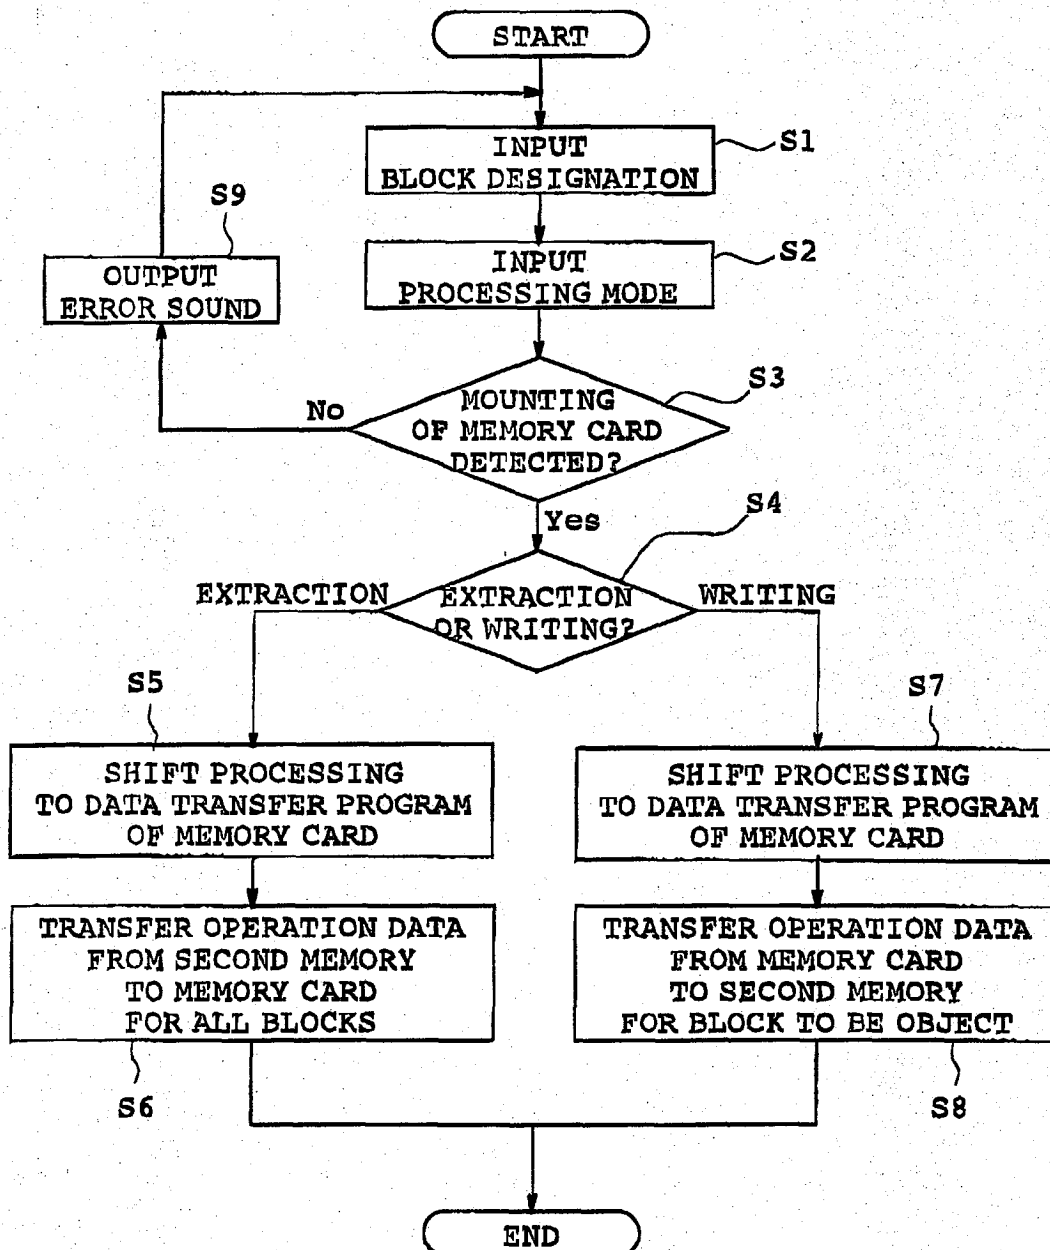 START
INPUT
BLOCK DESIGNATION
S1
S9
INPUT
PROCESSING MODE
S2
OUTPUT
ERROR SOUND
S3
No
MOUNTING
OF MEMORY CARD
DETECTED?
Yes
S4
EXTRACTION
EXTRACTION
OR WRITING?
WRITING
S5
S7
SHIFT PROCESSING
TO DATA TRANSFER PROGRAM
OF MEMORY CARD
SHIFT PROCESSING
TO DATA TRANSFER PROGRAM
OF MEMORY CARD
TRANSFER OPERATION DATA
FROM SECOND MEMORY
TO MEMORY CARD
FOR ALL BLOCKS
TRANSFER OPERATION DATA
FROM MEMORY CARD
TO SECOND MEMORY
FOR BLOCK TO BE OBJECT
S6
S8
END